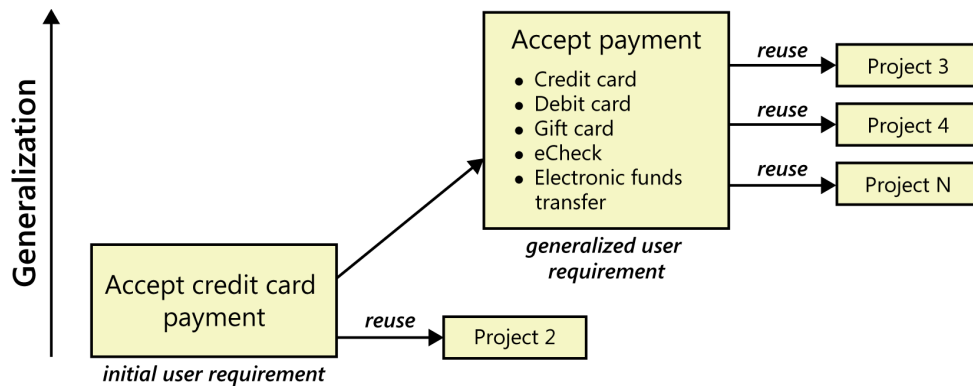 Generalization
Accept payment
• Credit card
• Debit card
• Gift card
• eCheck
• Electronic funds
transfer
generalized user
requirement
reuse
Project 3
reuse
Project 4
reuse
Project N
Accept credit card
payment
initial user requirement
reuse
Project 2